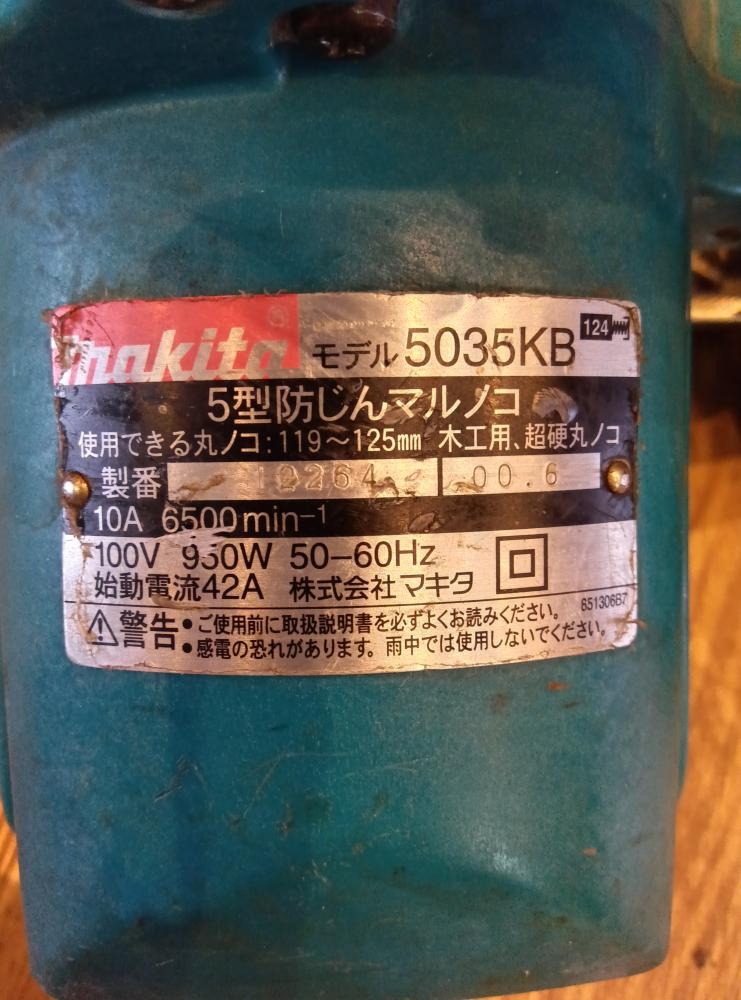 makita® モデル 5035KB 124
5型防じんマルノコ
使用できる丸ノコ:119〜125mm 木工用、超硬丸ノコ
製番 12264 00.6
10A 6500min⁻¹
100V 950W 50–60Hz
始動電流42A 株式会社 マキタ
851306B7
警告 • ご使用前に取扱説明書を必ずよくお読みください。
• 感電の恐れがあります。雨中では使用しないでください。